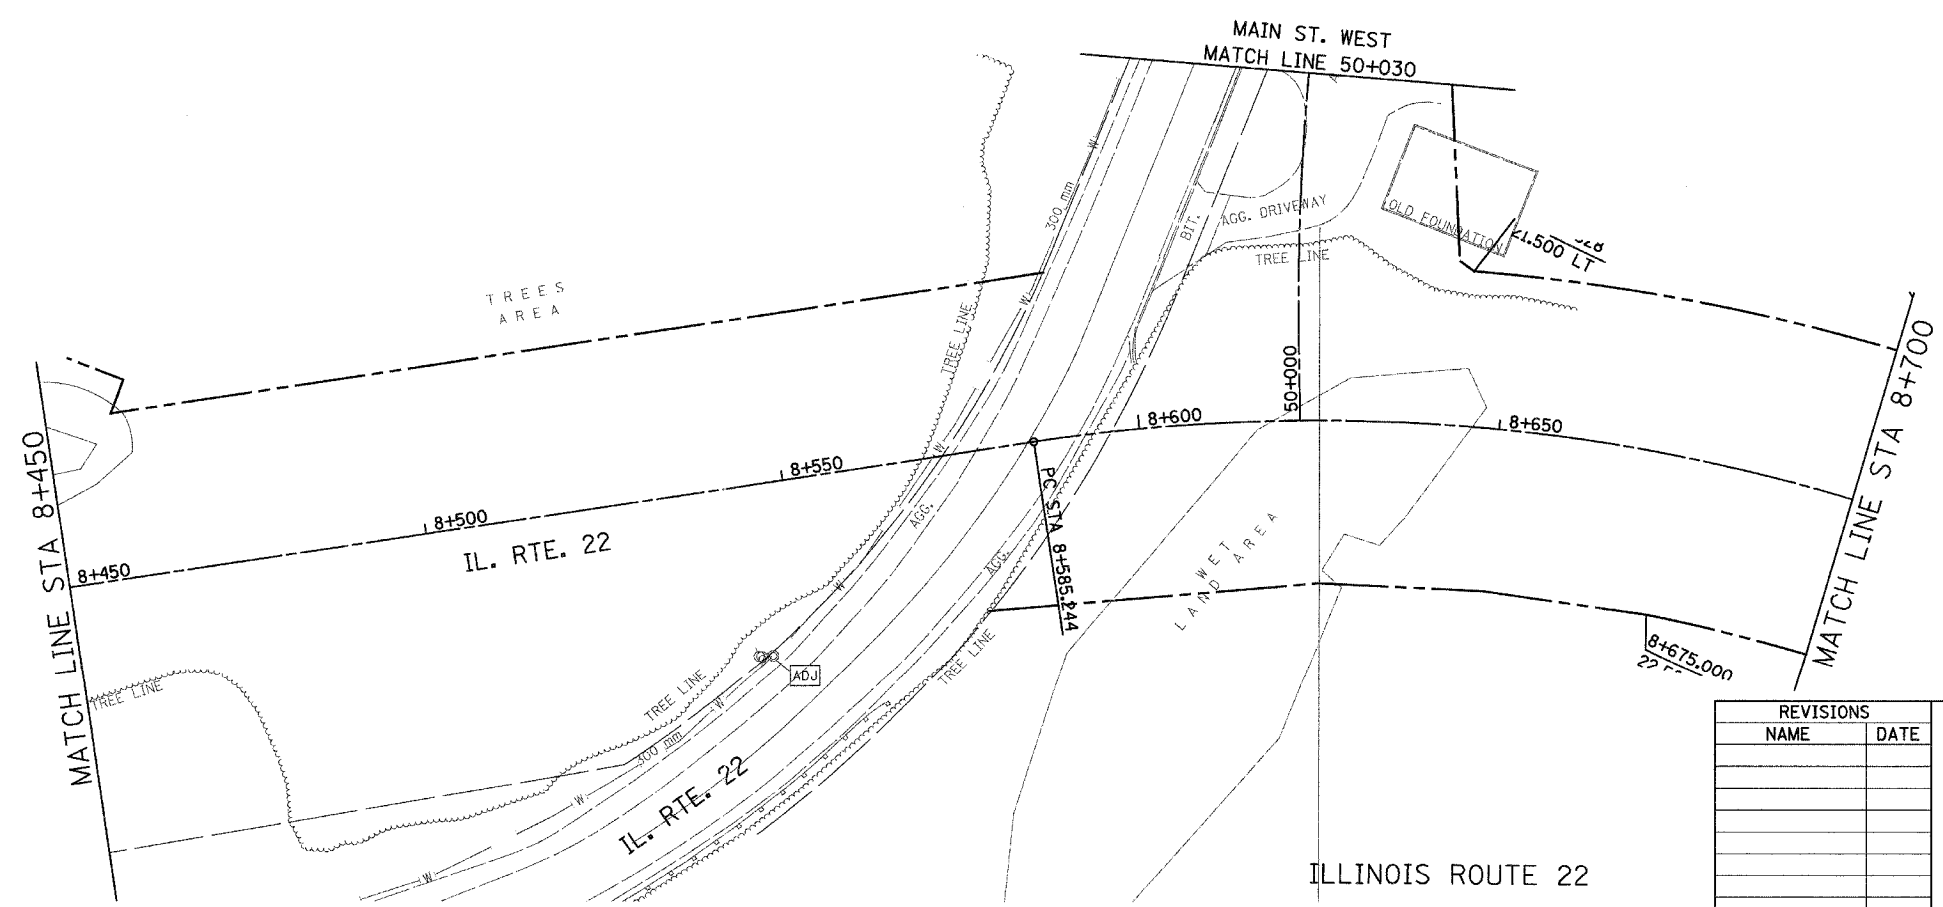 MAIN ST. WEST
MATCH LINE 50+030
300 mm
W
BIT.
AGG. DRIVEWAY
OLD FOUNDATION
21.500 LT
TREE LINE
TREES
AREA
W
TREE LINE
MATCH LINE STA 8+450
MATCH LINE STA 8+700
50+000
8+600
8+650
8+550
8+500
8+450
W
AGG.
IL. RTE. 22
PC STA 8+585.244
AGG.
WET
LAND AREA
W
TREE LINE
ADJ
TREE LINE
TREE LINE
W
300 mm
8+675.000
IL. RTE. 22
W
W
ILLINOIS ROUTE 22
REVISIONS
NAME DATE